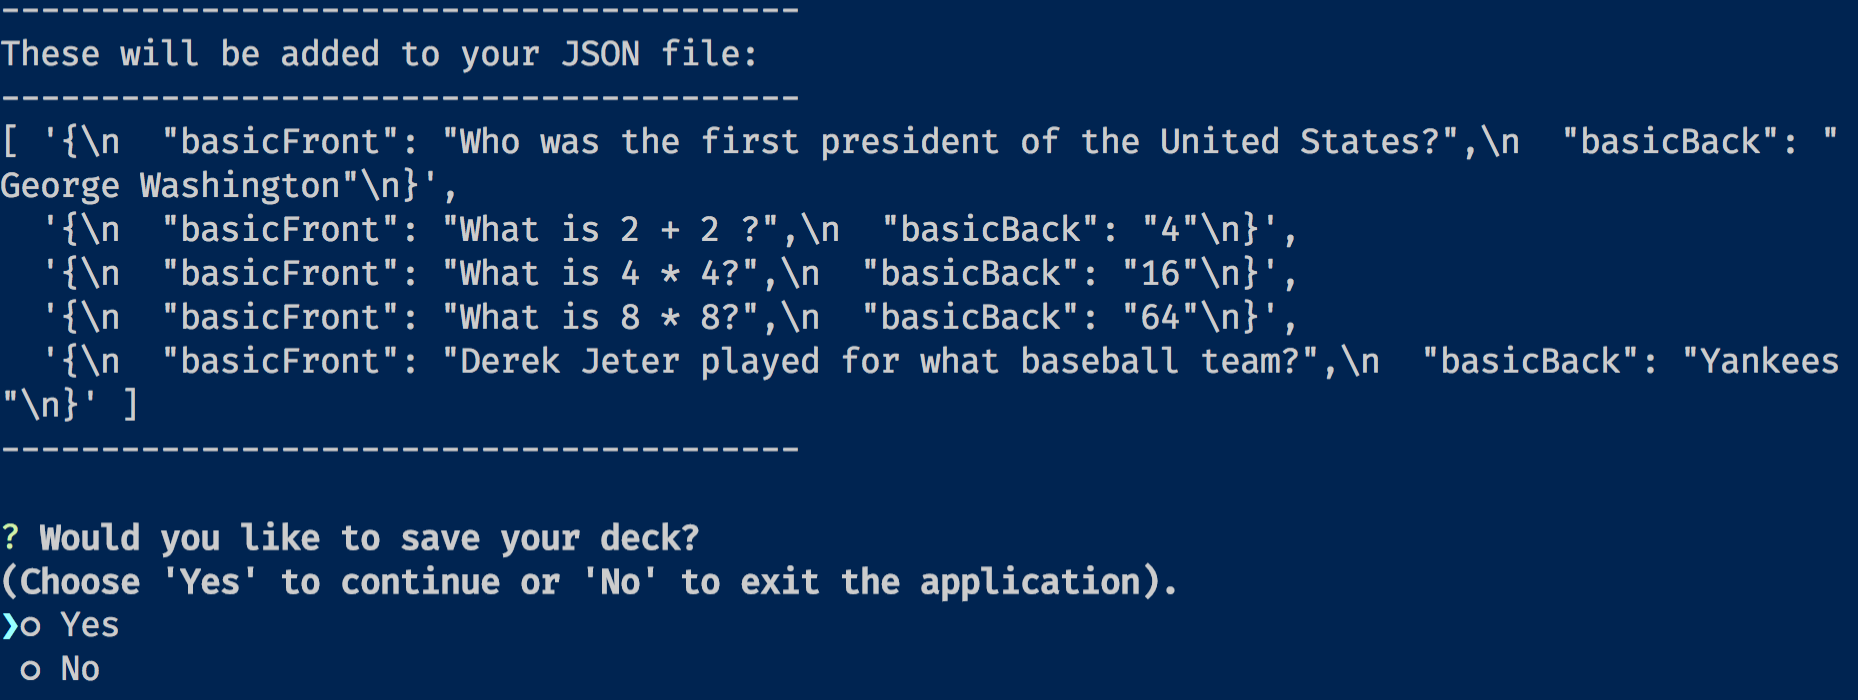 ----------------------------------------
These will be added to your JSON file:
----------------------------------------
[ '{\n  "basicFront": "Who was the first president of the United States?",\n  "basicBack": "
George Washington"\n}',
  '{\n  "basicFront": "What is 2 + 2 ?",\n  "basicBack": "4"\n}',
  '{\n  "basicFront": "What is 4 * 4?",\n  "basicBack": "16"\n}',
  '{\n  "basicFront": "What is 8 * 8?",\n  "basicBack": "64"\n}',
  '{\n  "basicFront": "Derek Jeter played for what baseball team?",\n  "basicBack": "Yankees
"\n}' ]
----------------------------------------
? Would you like to save your deck?
(Choose 'Yes' to continue or 'No' to exit the application).
❯○ Yes
 ○ No